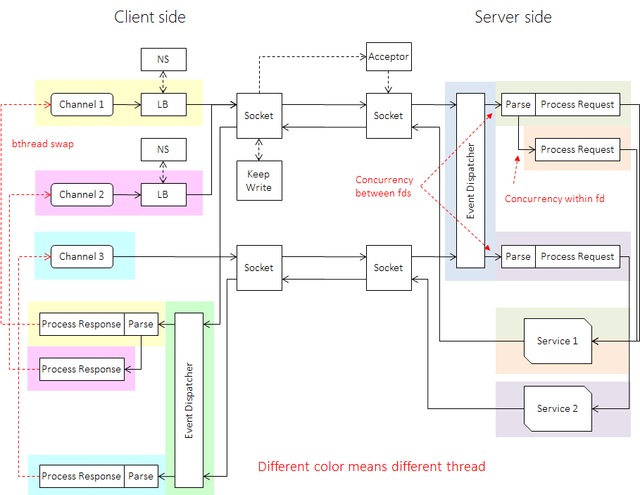 Client side
Server side
NS
Acceptor
Channel 1
LB
Socket
Socket
Parse
Process Request
bthread swap
NS
Process Request
Keep
Write
Concurrency
between fds
Event Dispatcher
Concurrency within fd
Channel 2
LB
Channel 3
Socket
Socket
Parse
Process Request
Process Response
Parse
Service 1
Process Response
Event Dispatcher
Service 2
Process Response
Parse
Different color means different thread